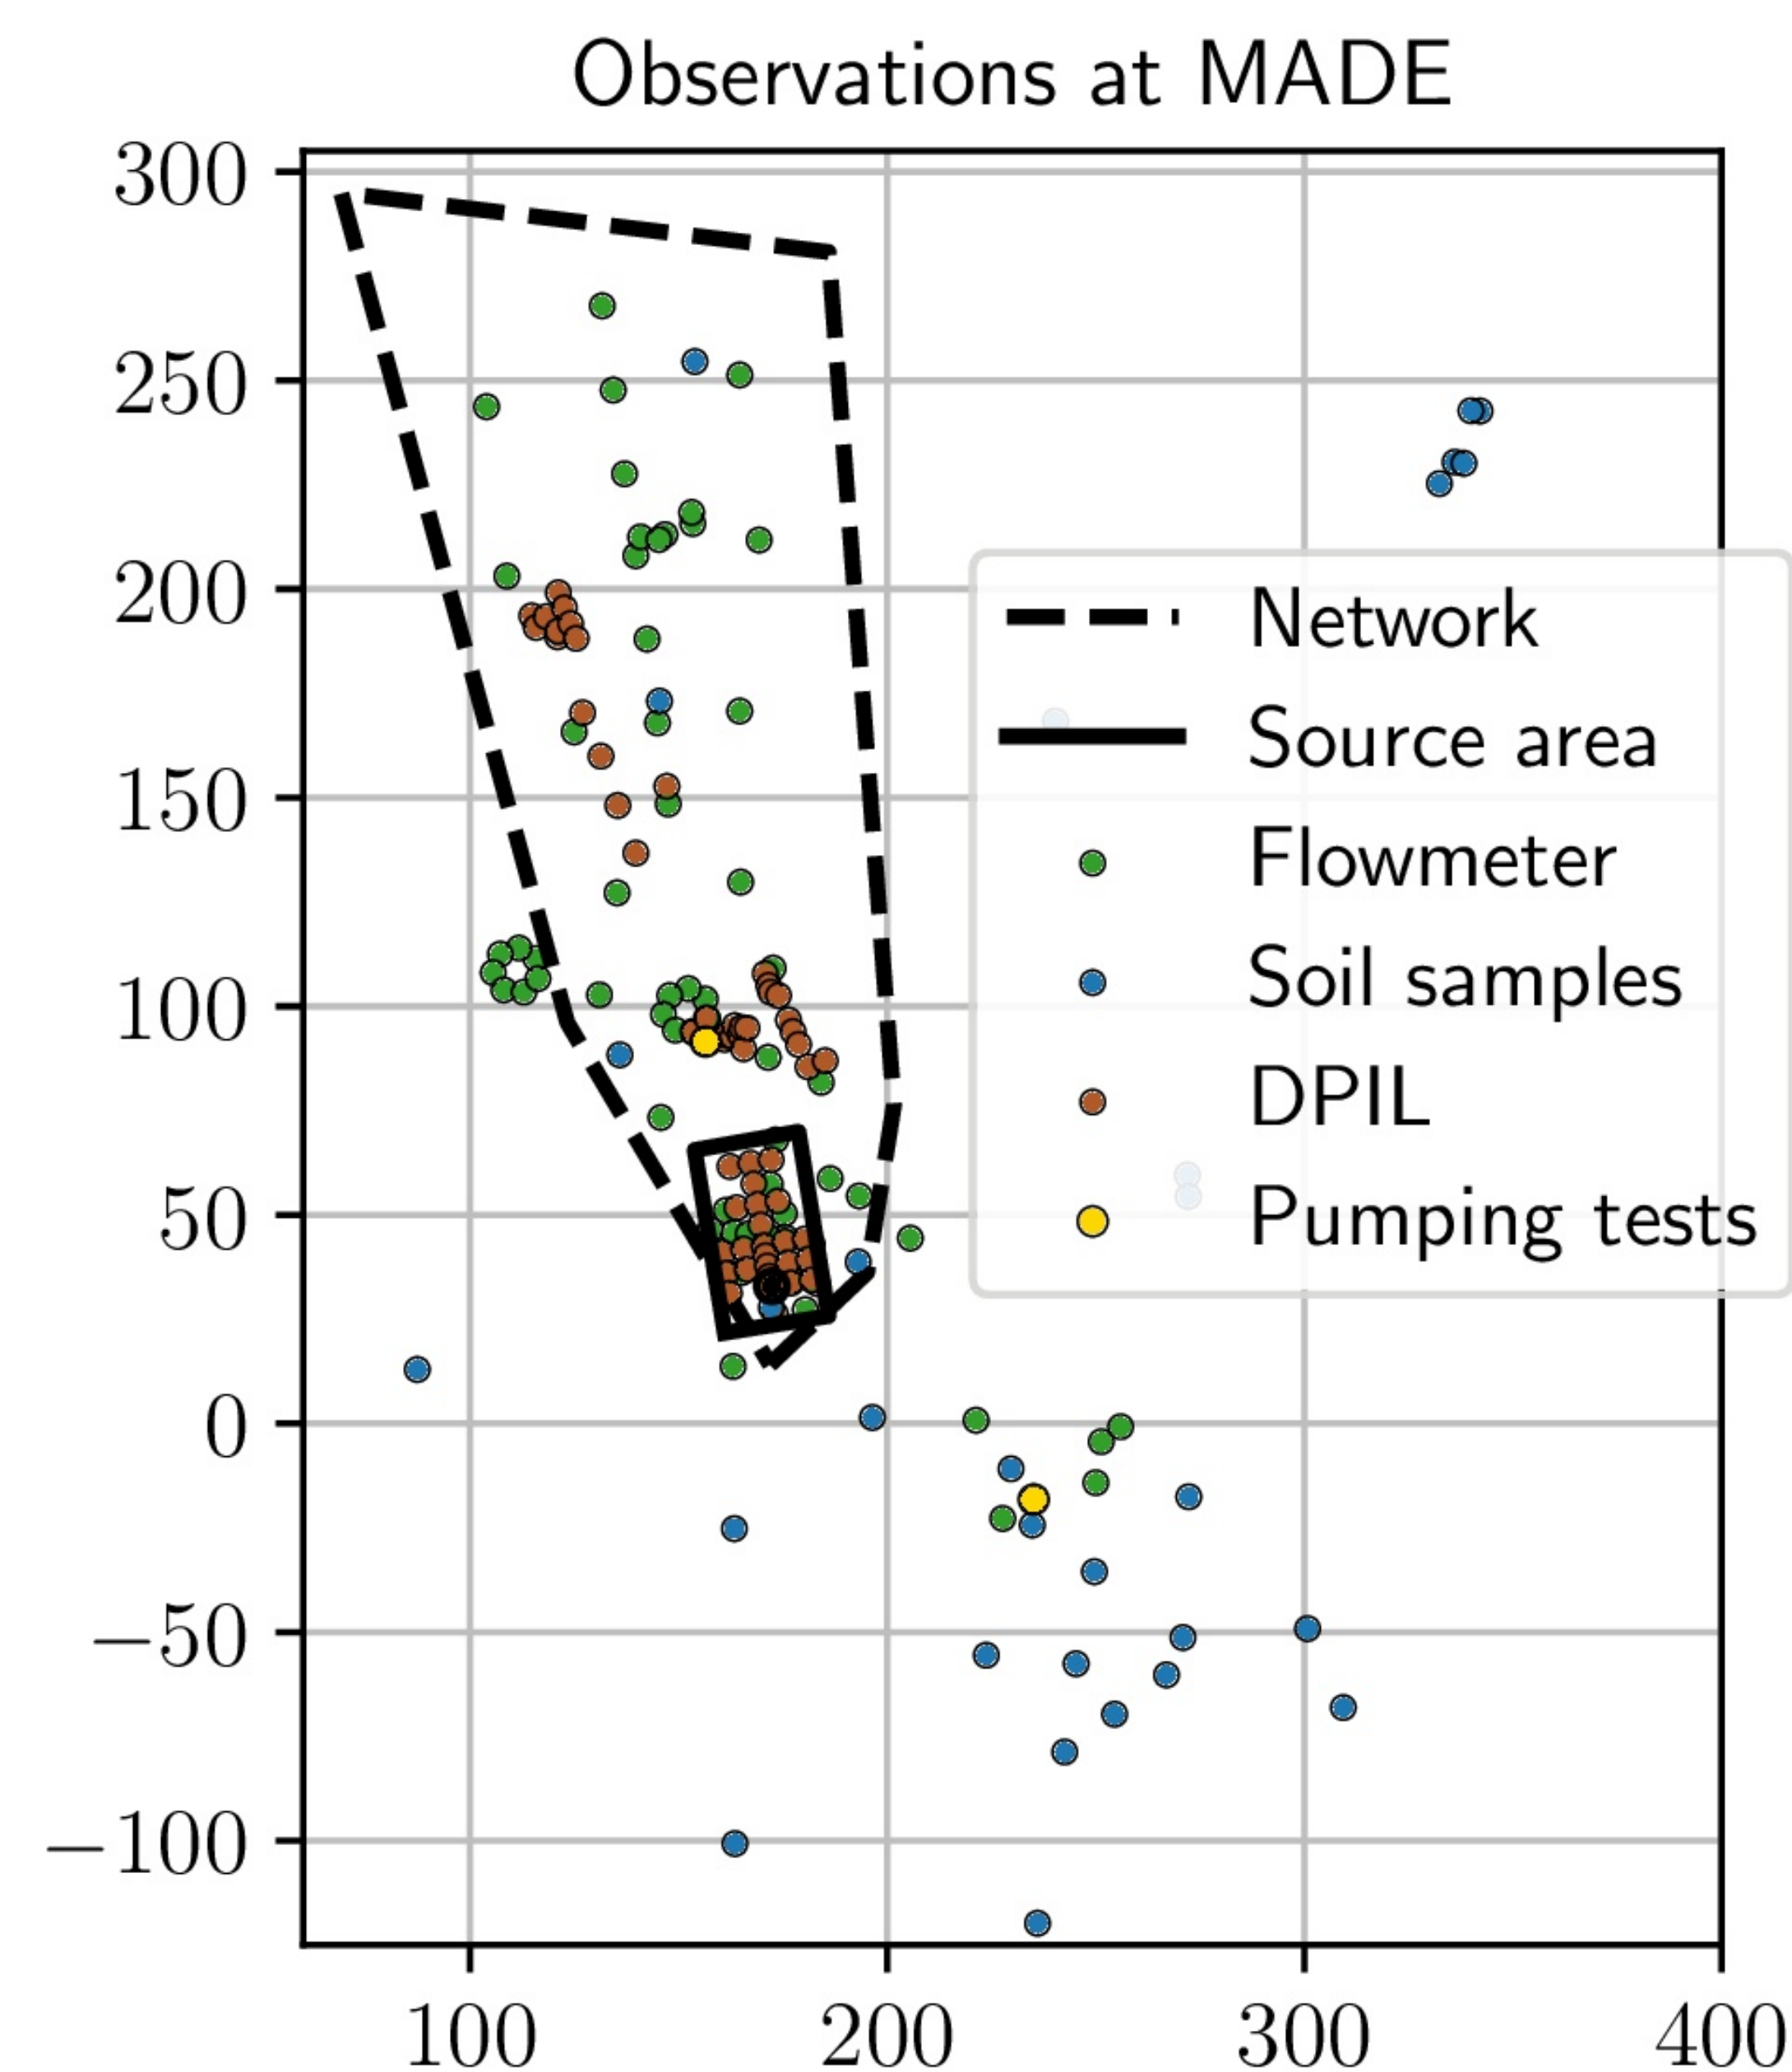 Observations at MADE
300
250
200
150
100
50
0
−50
−100
100
200
300
400
Network
Source area
Flowmeter
Soil samples
DPIL
Pumping tests